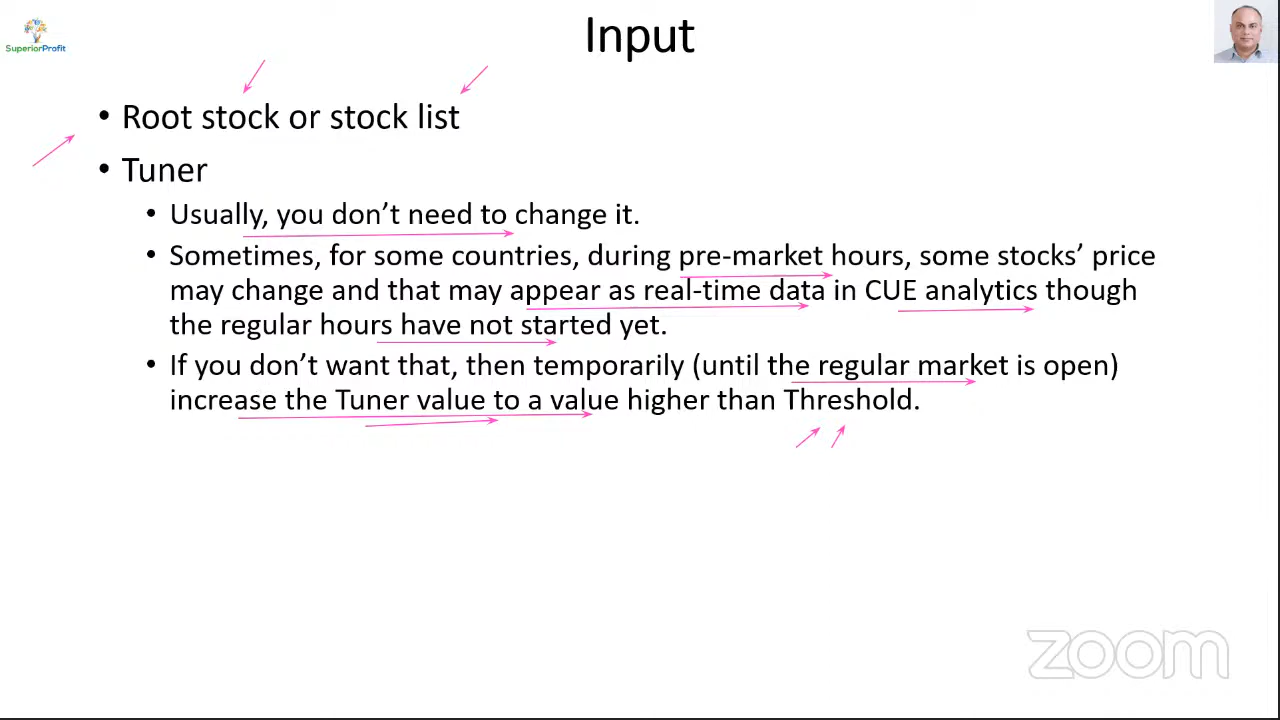 SuperiorProfit
Input
• Root stock or stock list
• Tuner
• Usually, you don’t need to change it.
• Sometimes, for some countries, during pre-market hours, some stocks’ price
may change and that may appear as real-time data in CUE analytics though
the regular hours have not started yet.
• If you don’t want that, then temporarily (until the regular market is open)
increase the Tuner value to a value higher than Threshold.
zoom